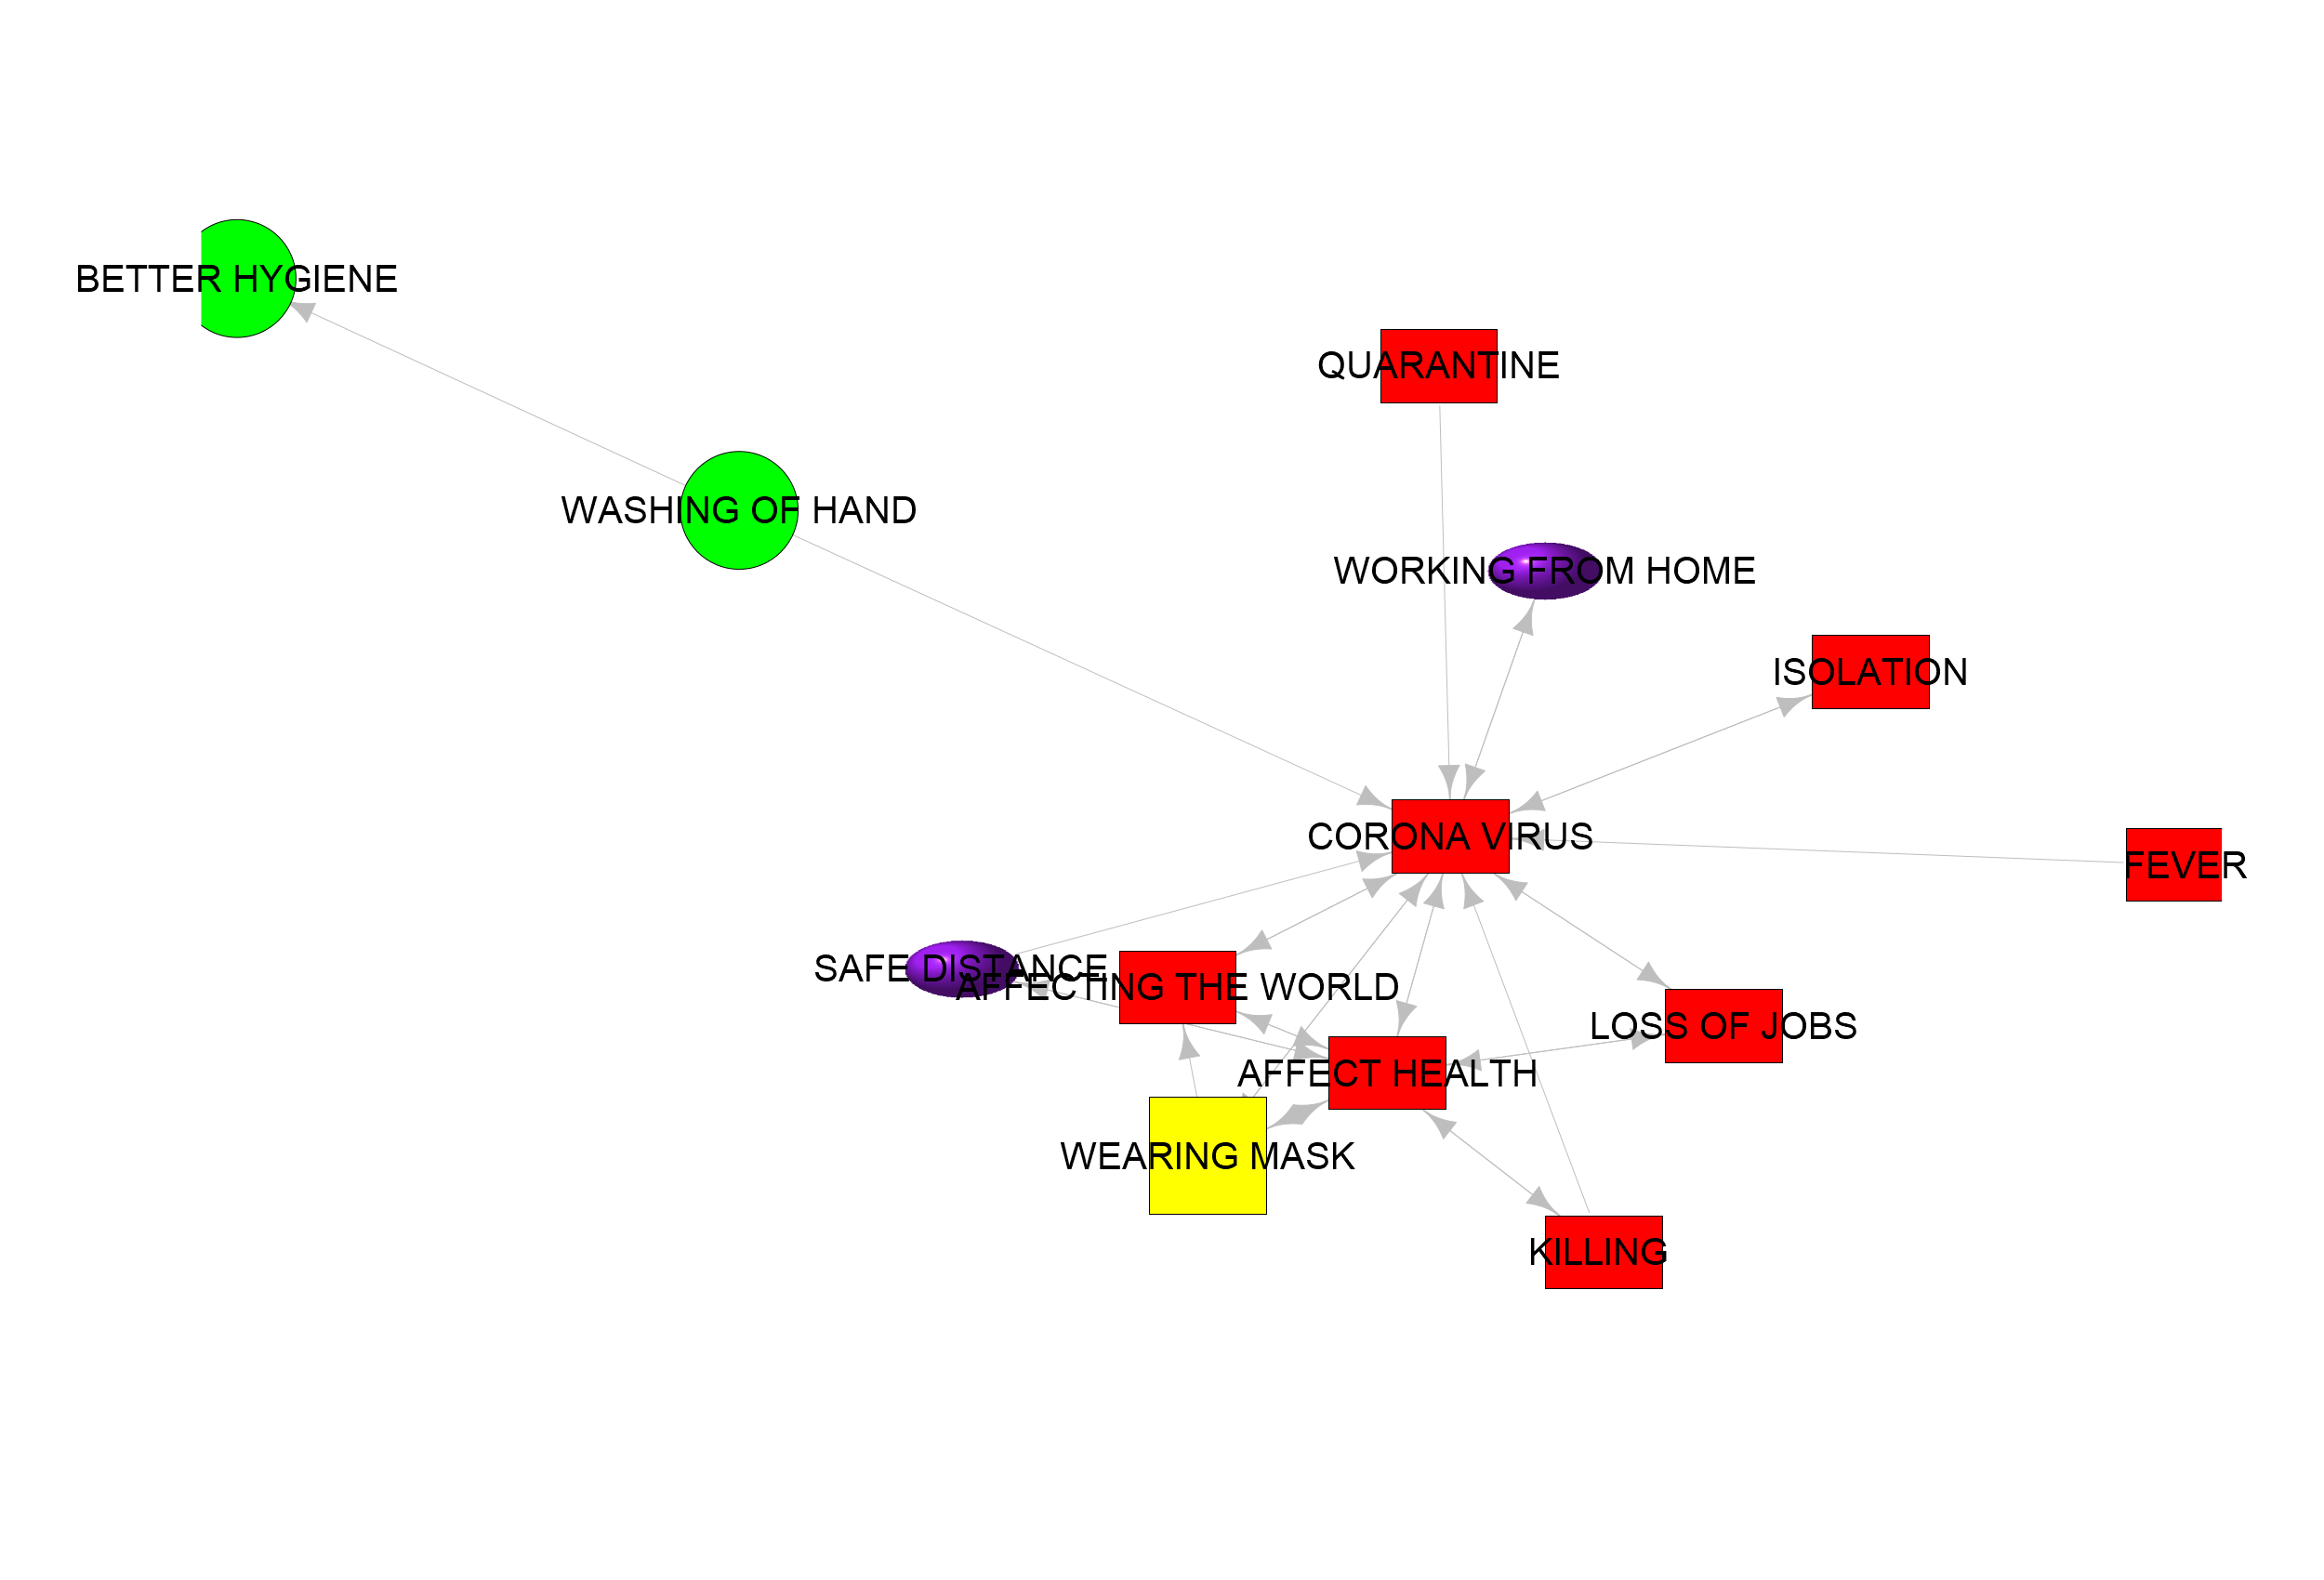 BETTER HYGIENE
QUARANTINE
WASHING OF HAND
WORKING FROM HOME
ISOLATION
CORONA VIRUS
FEVER
SAFE DISTANCE
AFFECTING THE WORLD
LOSS OF JOBS
AFFECT HEALTH
WEARING MASK
KILLING